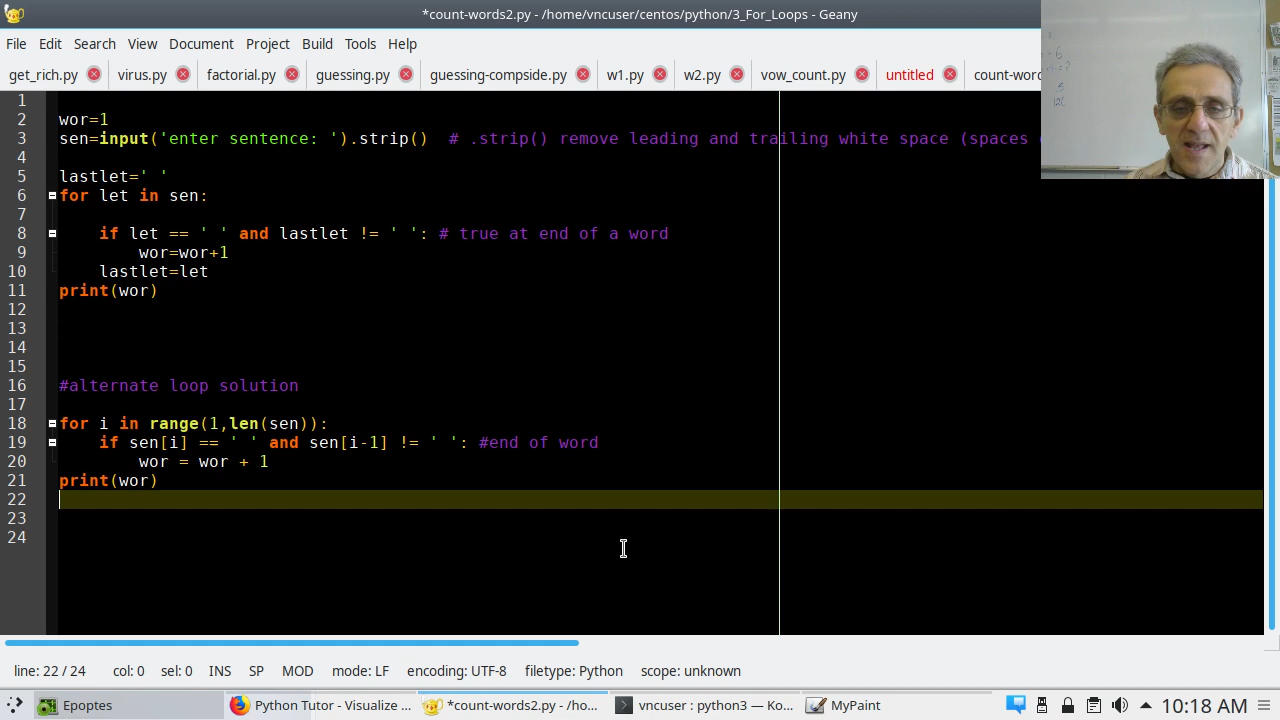 *count-words2.py - /home/vncuser/centos/python/3_For_Loops - Geany
File Edit Search View Document Project Build Tools Help
get_rich.py virus.py factorial.py guessing.py guessing-compside.py w1.py w2.py vow_count.py untitled count-word
1
2 wor=1
3 sen=input('enter sentence: ').strip()  # .strip() remove leading and trailing white space (spaces
4
5 lastlet=' '
6 for let in sen:
7
8     if let == ' ' and lastlet != ' ': # true at end of a word
9         wor=wor+1
10     lastlet=let
11 print(wor)
12
13
14
15
16 #alternate loop solution
17
18 for i in range(1,len(sen)):
19     if sen[i] == ' ' and sen[i-1] != ' ': #end of word
20         wor = wor + 1
21 print(wor)
22
23
24
line: 22 / 24 col: 0 sel: 0 INS SP MOD mode: LF encoding: UTF-8 filetype: Python scope: unknown
Epoptes Python Tutor - Visualize ... *count-words2.py — /ho... vncuser : python3 — Ko... MyPaint 10:18 AM